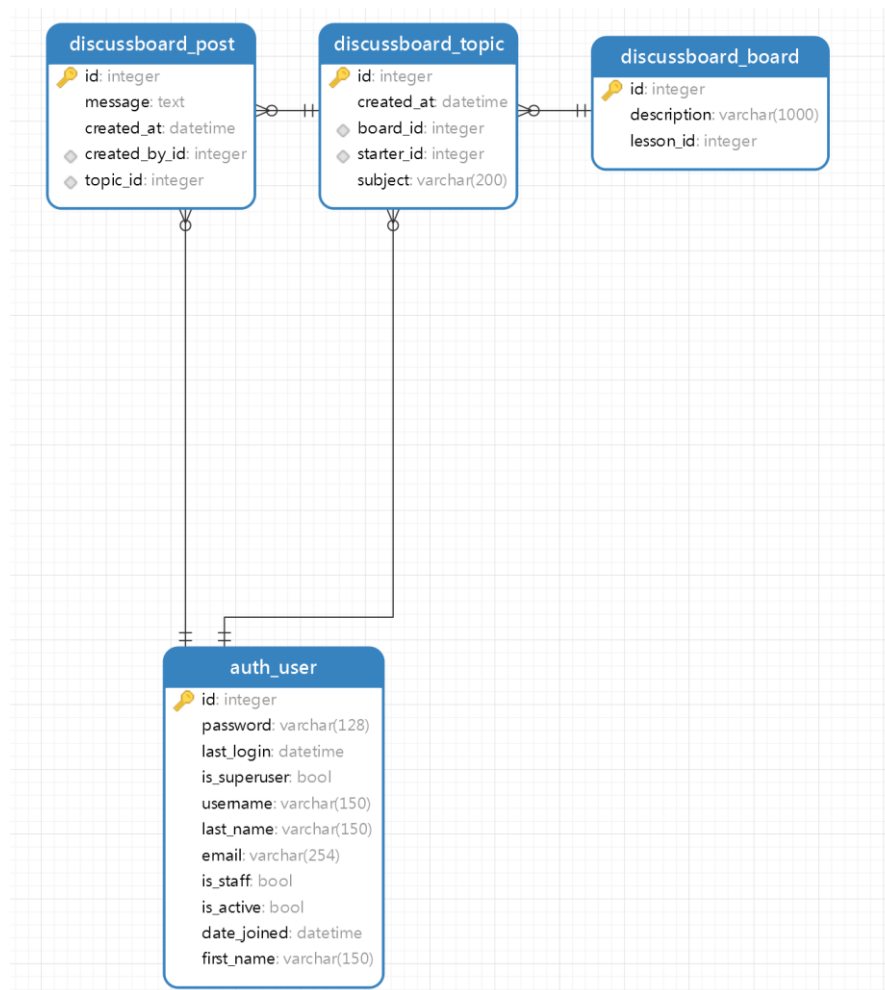 discussboard_post
id: integer
message: text
created_at: datetime
created_by_id: integer
topic_id: integer
discussboard_topic
id: integer
created_at: datetime
board_id: integer
starter_id: integer
subject: varchar(200)
discussboard_board
id: integer
description: varchar(1000)
lesson_id: integer
auth_user
id: integer
password: varchar(128)
last_login: datetime
is_superuser: bool
username: varchar(150)
last_name: varchar(150)
email: varchar(254)
is_staff: bool
is_active: bool
date_joined: datetime
first_name: varchar(150)